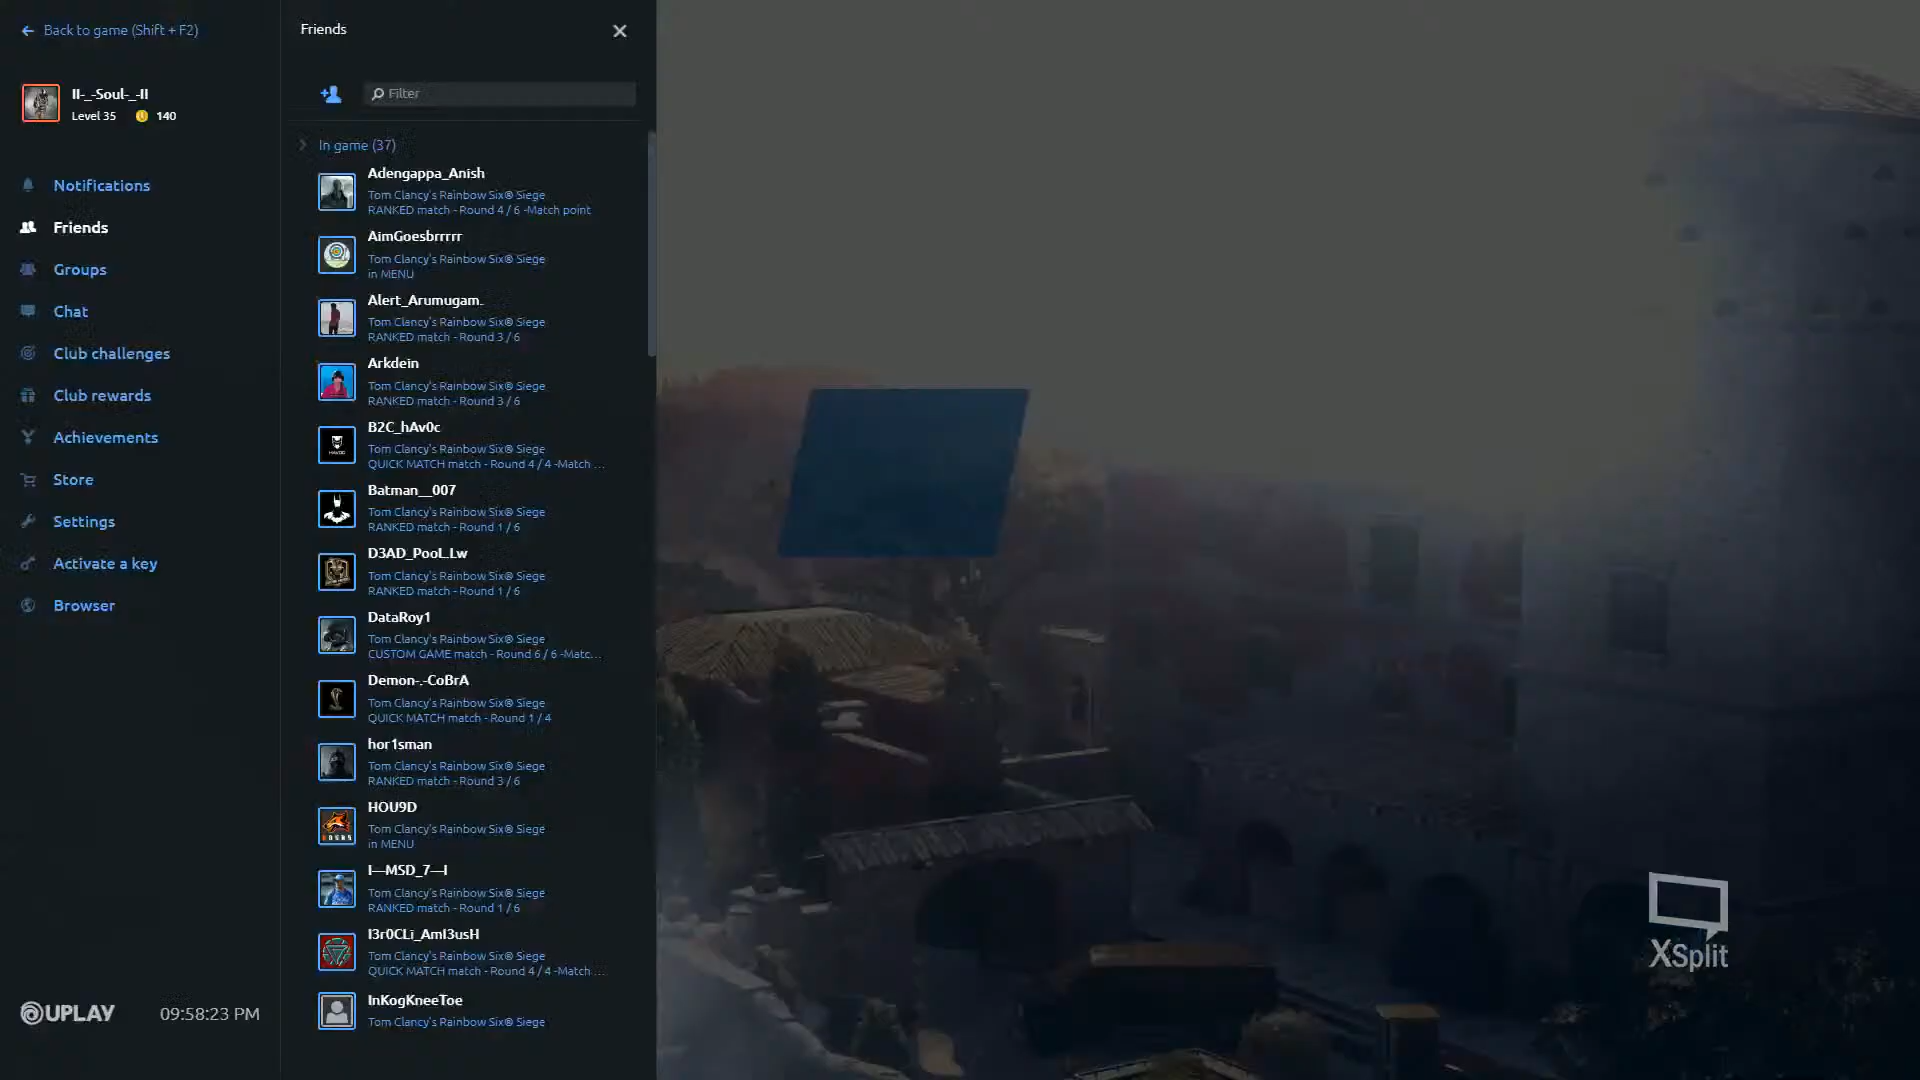 Back to game (Shift + F2)
II-_-Soul-_-II
Level 35 140
Notifications
Friends
Groups
Chat
Club challenges
Club rewards
Achievements
Store
Settings
Activate a key
Browser
UPLAY 09:58:23 PM
Friends
Filter
In game (37)
Adengappa_Anish
Tom Clancy's Rainbow Six® Siege
RANKED match - Round 4 / 6 -Match point
AimGoesbrrrrr
Tom Clancy's Rainbow Six® Siege
in MENU
Alert_Arumugam.
Tom Clancy's Rainbow Six® Siege
RANKED match - Round 3 / 6
Arkdein
Tom Clancy's Rainbow Six® Siege
RANKED match - Round 3 / 6
B2C_hAv0c
Tom Clancy's Rainbow Six® Siege
QUICK MATCH match - Round 4 / 4 -Match ...
Batman__007
Tom Clancy's Rainbow Six® Siege
RANKED match - Round 1 / 6
D3AD_PooL.Lw
Tom Clancy's Rainbow Six® Siege
RANKED match - Round 1 / 6
DataRoy1
Tom Clancy's Rainbow Six® Siege
CUSTOM GAME match - Round 6 / 6 -Matc...
Demon-.-CoBrA
Tom Clancy's Rainbow Six® Siege
QUICK MATCH match - Round 1 / 4
hor1sman
Tom Clancy's Rainbow Six® Siege
RANKED match - Round 3 / 6
HOU9D
Tom Clancy's Rainbow Six® Siege
in MENU
I—MSD_7—I
Tom Clancy's Rainbow Six® Siege
RANKED match - Round 1 / 6
I3r0CLi_AmI3usH
Tom Clancy's Rainbow Six® Siege
QUICK MATCH match - Round 4 / 4 -Match ...
InKogKneeToe
Tom Clancy's Rainbow Six® Siege
XSplit